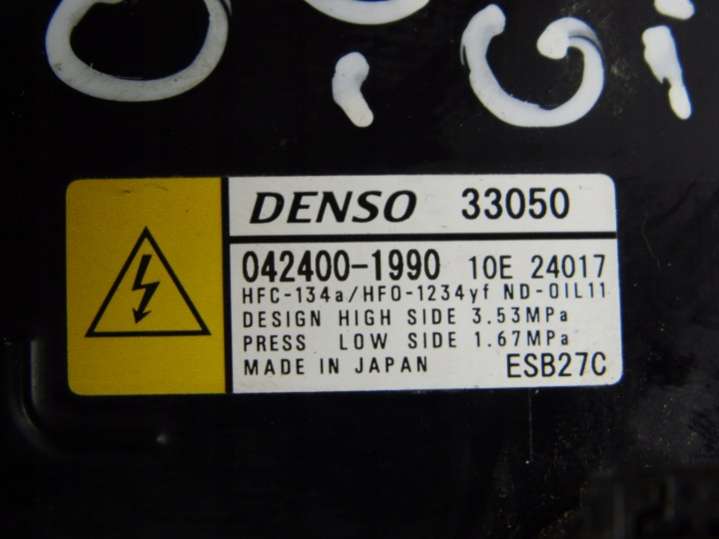 DENSO 33050
042400-1990 10E 24017
HFC-134a/HFO-1234yf ND-OIL11
DESIGN HIGH SIDE 3.53MPa
PRESS LOW SIDE 1.67MPa
MADE IN JAPAN ESB27C